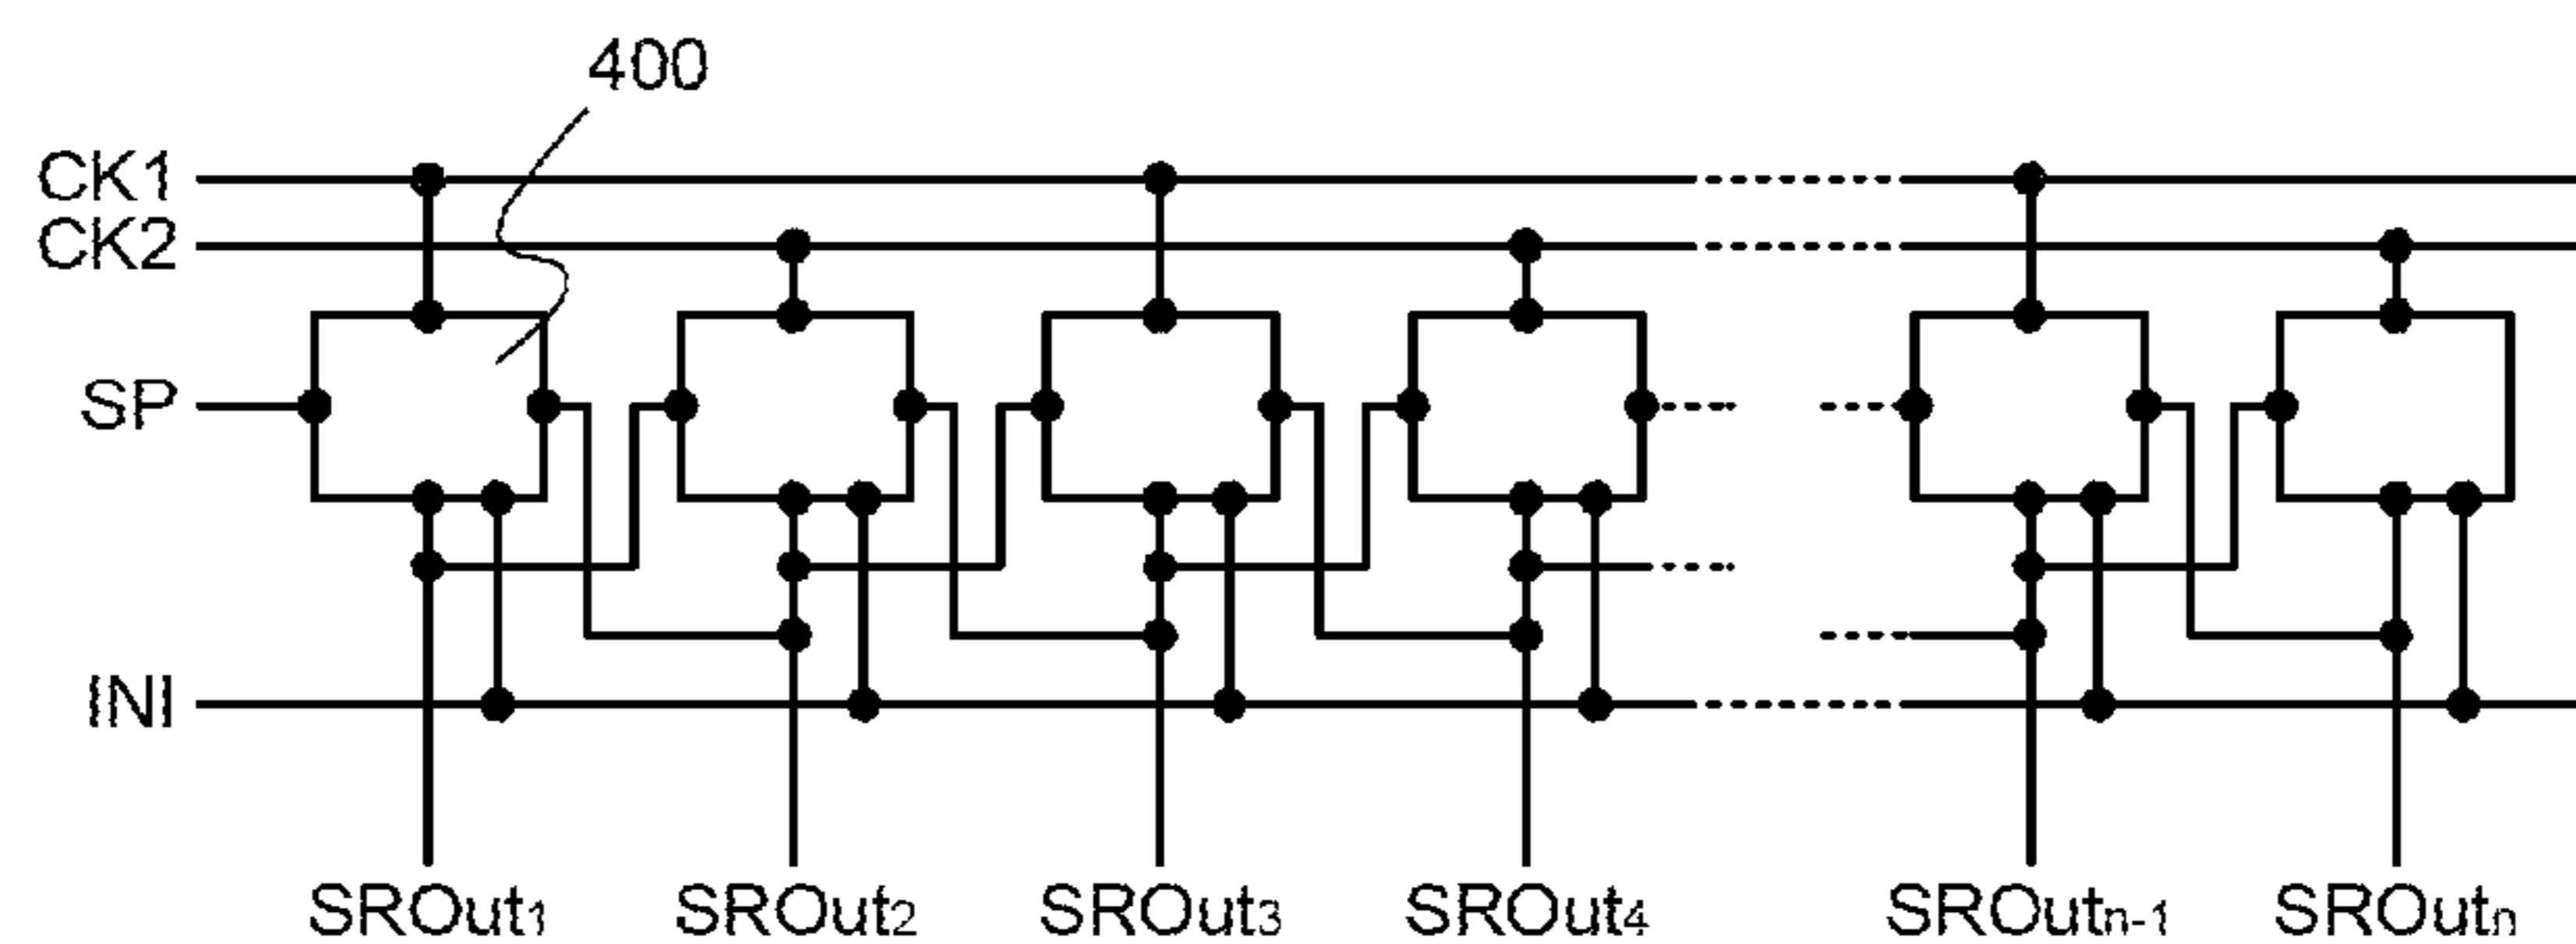 400
CK1
CK2
SP
INI
SROut1 SROut2 SROut3 SROut4 SROutn-1 SROutn